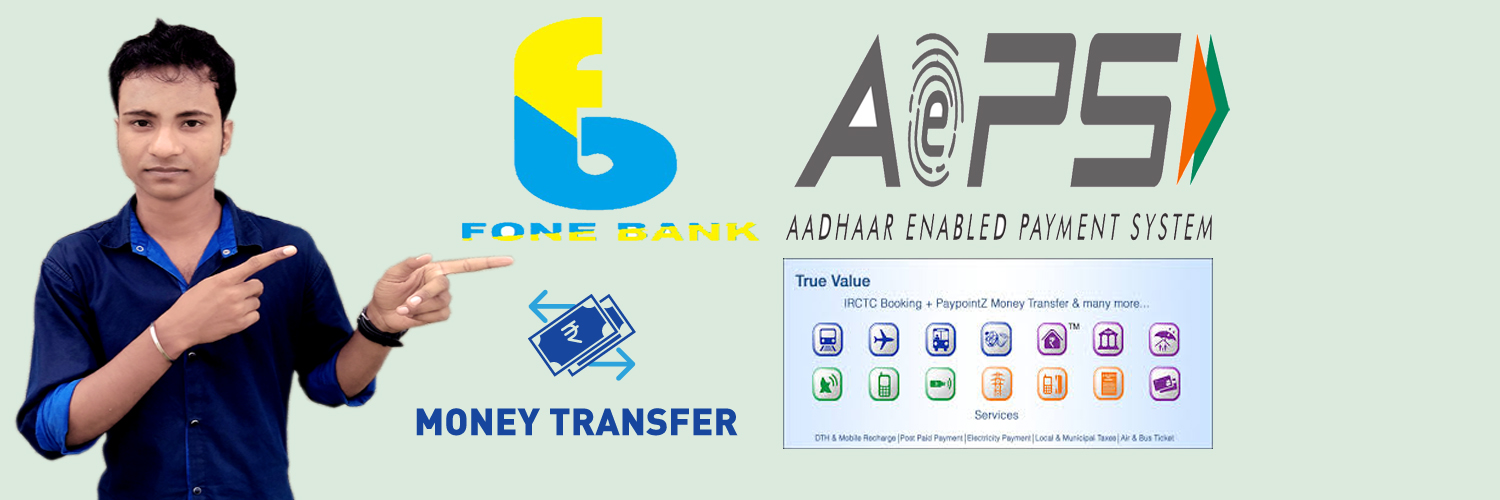 FONE BANK
AePS
AADHAAR ENABLED PAYMENT SYSTEM
₹
MONEY TRANSFER
True Value
IRCTC Booking + PaypointZ Money Transfer & many more...
TM
Services
DTH & Mobile Recharge | Post Paid Payment | Electricity Payment | Local & Municipal Taxes | Air & Bus Ticket